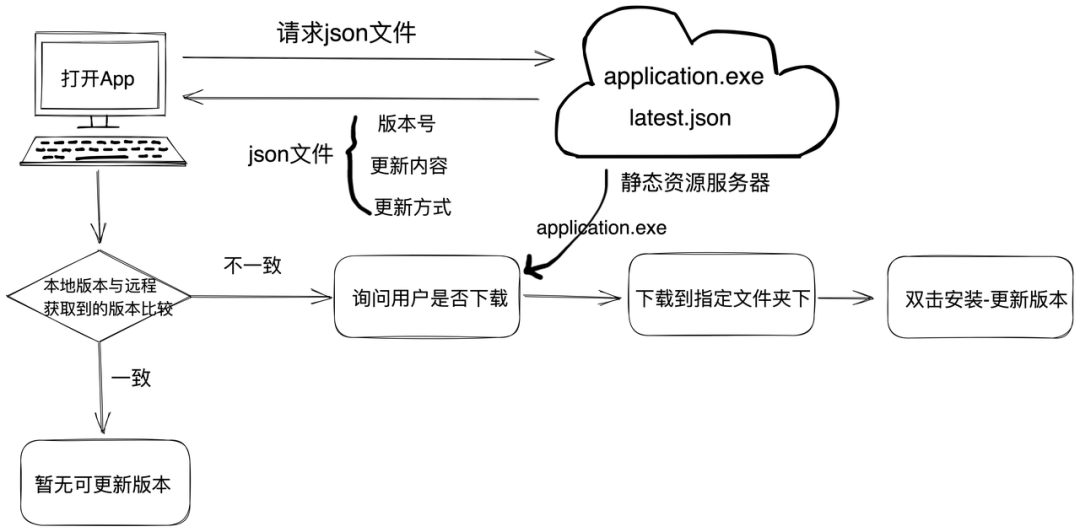 请求json文件
打开App
application.exe
latest.json
版本号
json文件
更新内容
更新方式
静态资源服务器
application.exe
不一致
本地版本与远程
获取到的版本比较
询问用户是否下载
下载到指定文件夹下
双击安装-更新版本
一致
暂无可更新版本